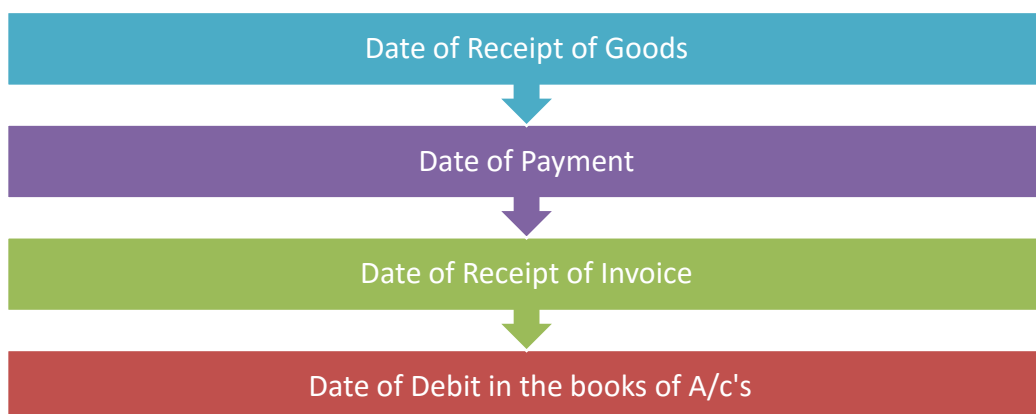 Date of Receipt of Goods
Date of Payment
Date of Receipt of Invoice
Date of Debit in the books of A/c's